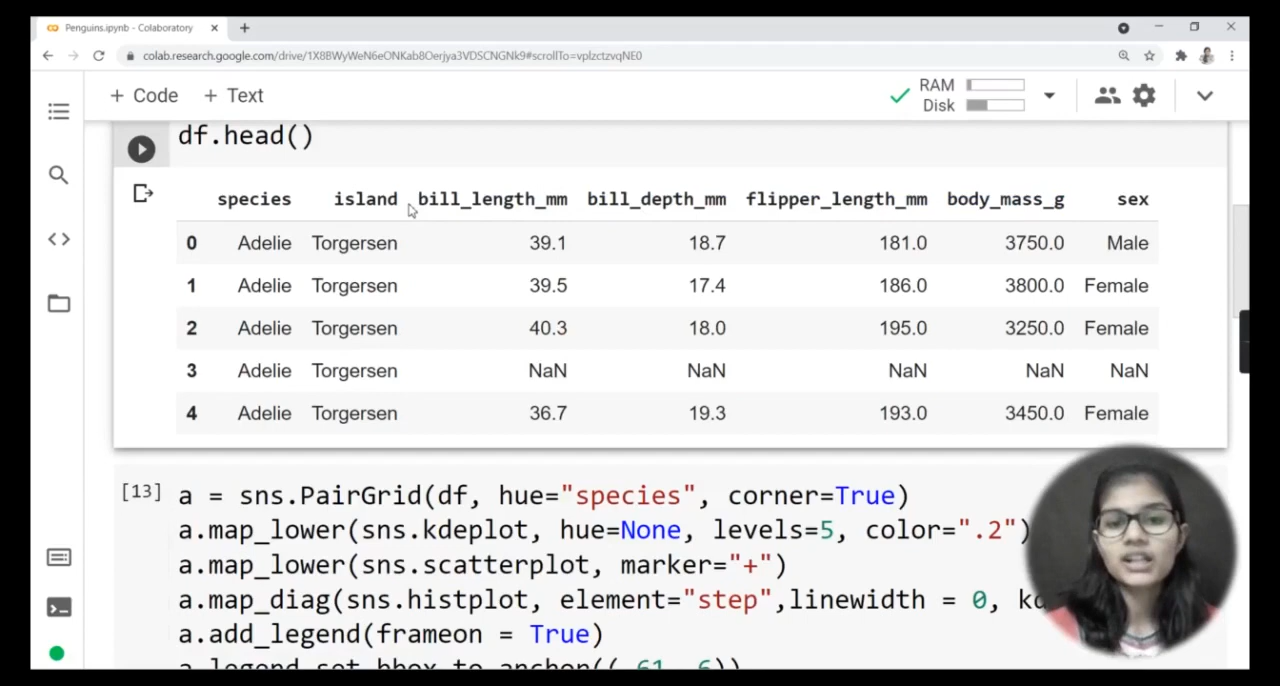 Penguins.ipynb - Colaboratory
colab.research.google.com/drive/1X8BWyWeN6eONKab8Oerjya3VDSCNGNk9#scrollTo=vplzctzvqNE0
+ Code + Text RAM
Disk
df.head()
species island bill_length_mm bill_depth_mm flipper_length_mm body_mass_g sex
0 Adelie Torgersen 39.1 18.7 181.0 3750.0 Male
1 Adelie Torgersen 39.5 17.4 186.0 3800.0 Female
2 Adelie Torgersen 40.3 18.0 195.0 3250.0 Female
3 Adelie Torgersen NaN NaN NaN NaN NaN
4 Adelie Torgersen 36.7 19.3 193.0 3450.0 Female
[13] a = sns.PairGrid(df, hue="species", corner=True)
a.map_lower(sns.kdeplot, hue=None, levels=5, color=".2")
a.map_lower(sns.scatterplot, marker="+")
a.map_diag(sns.histplot, element="step",linewidth = 0,
a.add_legend(frameon = True)